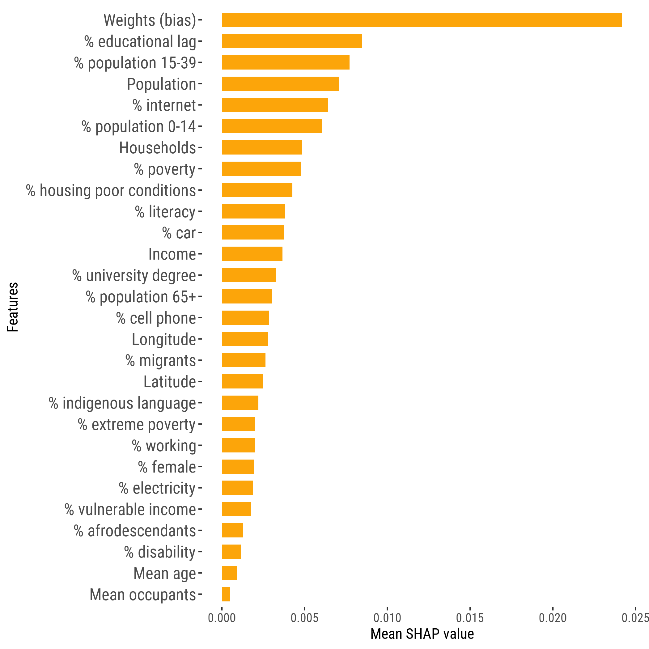 Weights (bias)
% educational lag
% population 15-39
Population
% internet
% population 0-14
Households
% poverty
% housing poor conditions
% literacy
% car
Income
% university degree
% population 65+
% cell phone
Longitude
% migrants
Latitude
% indigenous language
% extreme poverty
% working
% female
% electricity
% vulnerable income
% afrodescendants
% disability
Mean age
Mean occupants
Features
0.000 0.005 0.010 0.015 0.020 0.025
Mean SHAP value